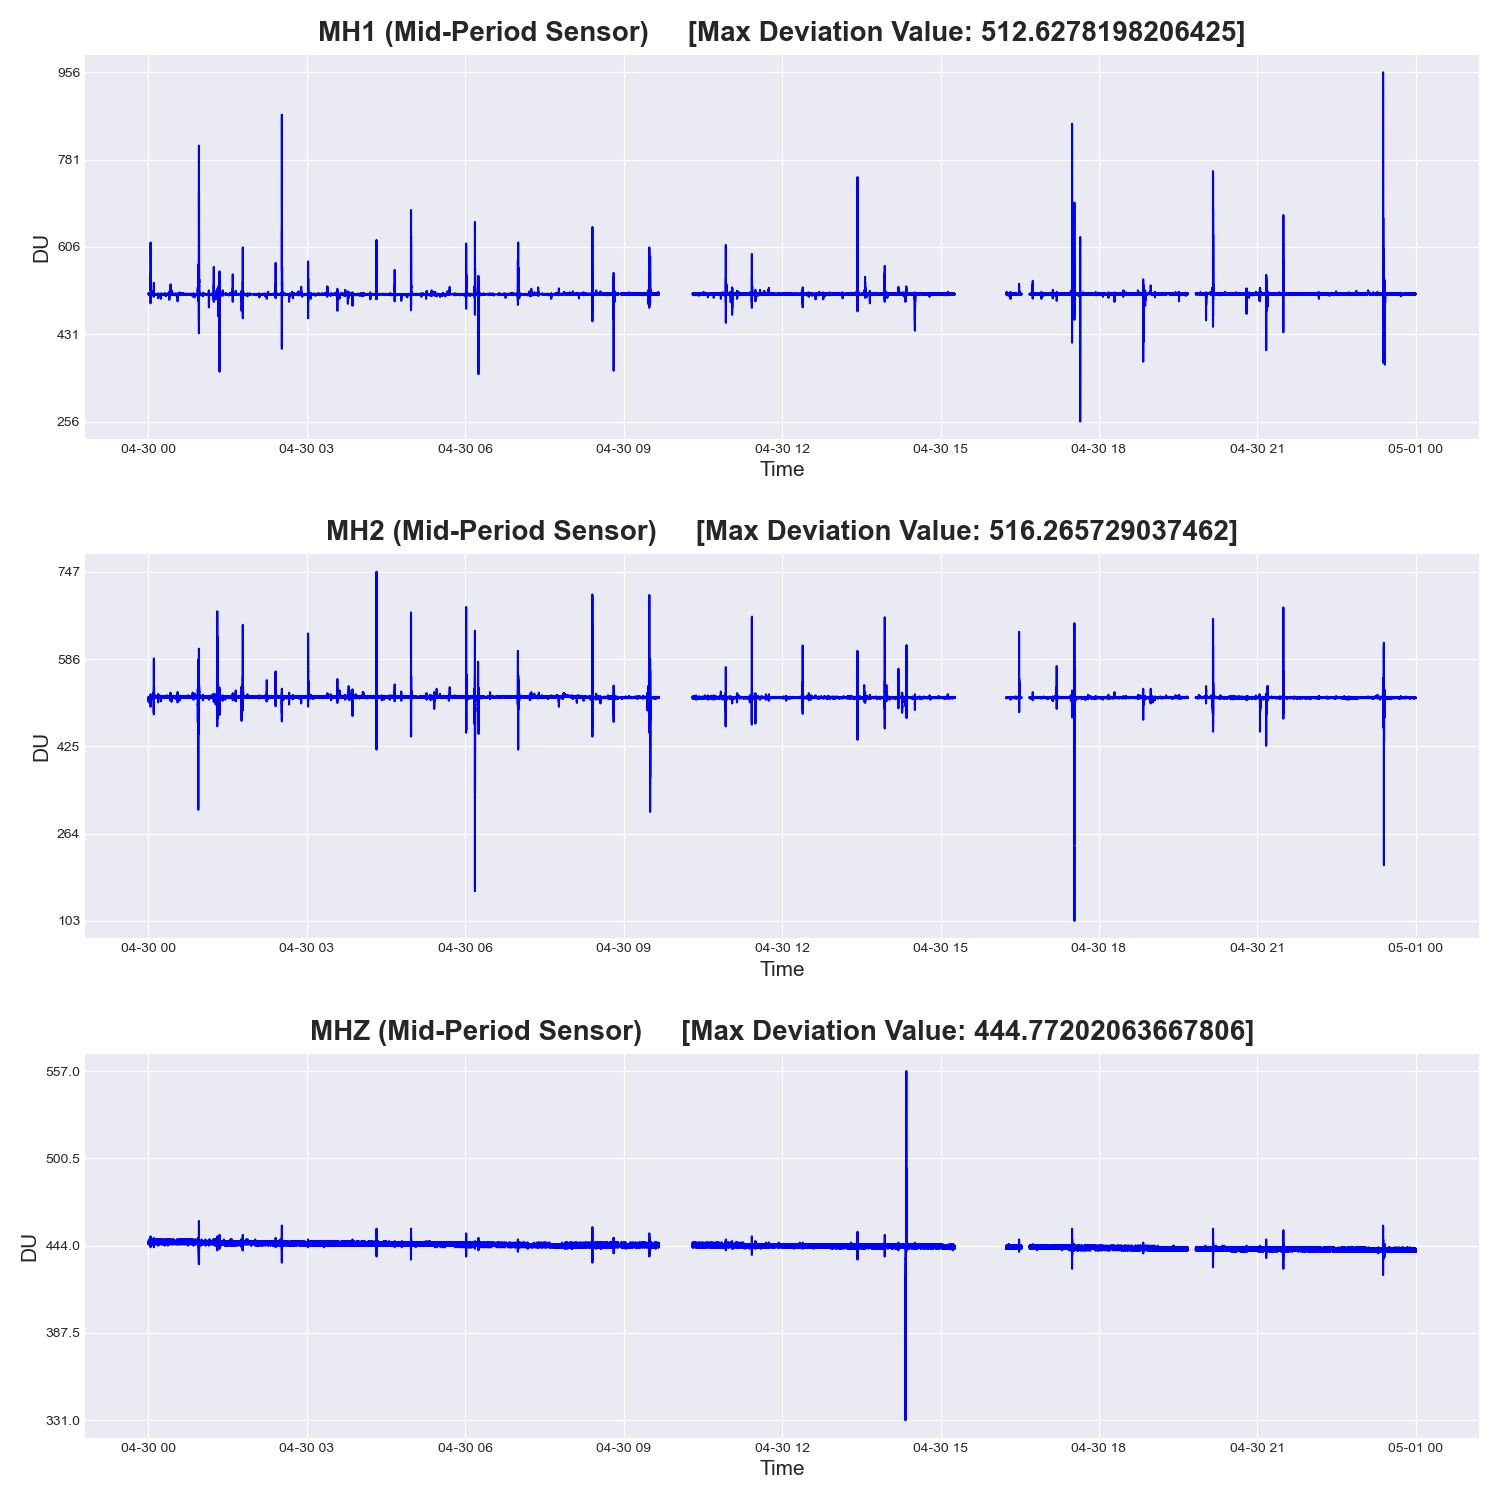 MH1 (Mid-Period Sensor) [Max Deviation Value: 512.6278198206425]
956
781
606
431
256
DU
04-30 00 04-30 03 04-30 06 04-30 09 04-30 12 04-30 15 04-30 18 04-30 21 05-01 00
Time
MH2 (Mid-Period Sensor) [Max Deviation Value: 516.265729037462]
747
586
425
264
103
DU
04-30 00 04-30 03 04-30 06 04-30 09 04-30 12 04-30 15 04-30 18 04-30 21 05-01 00
Time
MHZ (Mid-Period Sensor) [Max Deviation Value: 444.77202063667806]
557.0
500.5
444.0
387.5
331.0
DU
04-30 00 04-30 03 04-30 06 04-30 09 04-30 12 04-30 15 04-30 18 04-30 21 05-01 00
Time